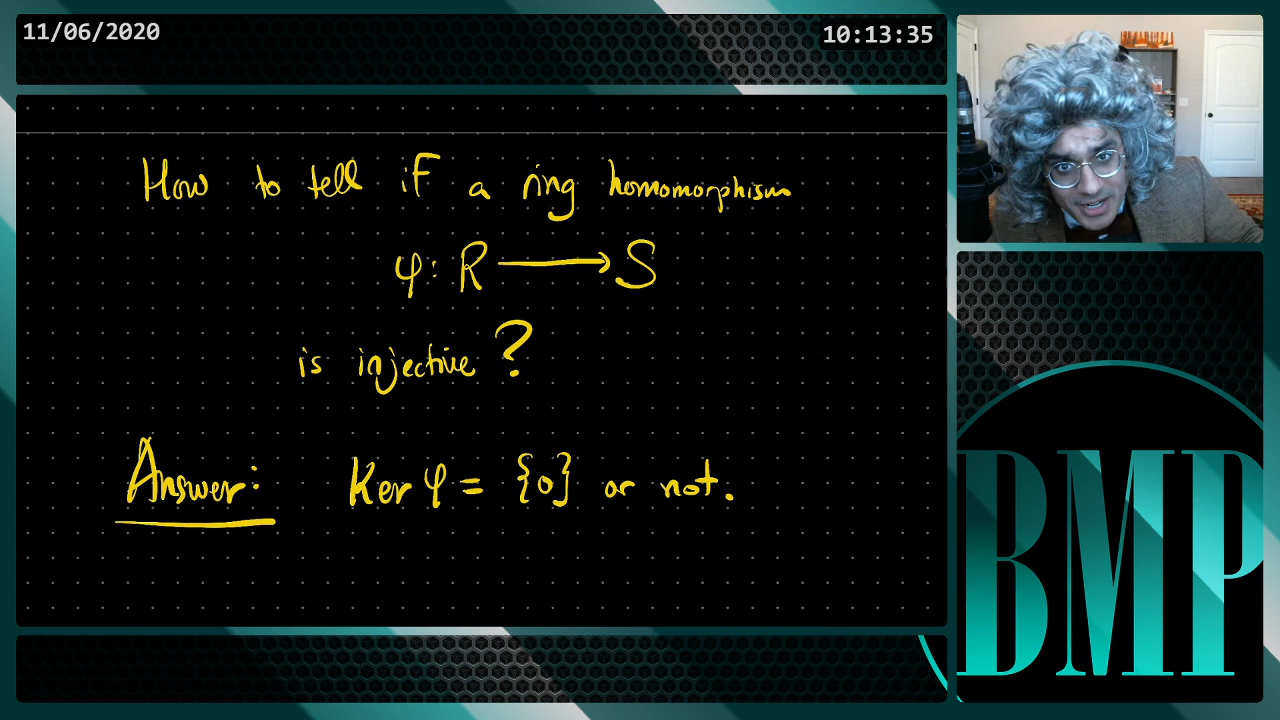 11/06/2020
10:13:35
How to tell if a ring homomorphism
φ: R ⟶ S
is injective ?
Answer: Ker φ = {0} or not.
BMP